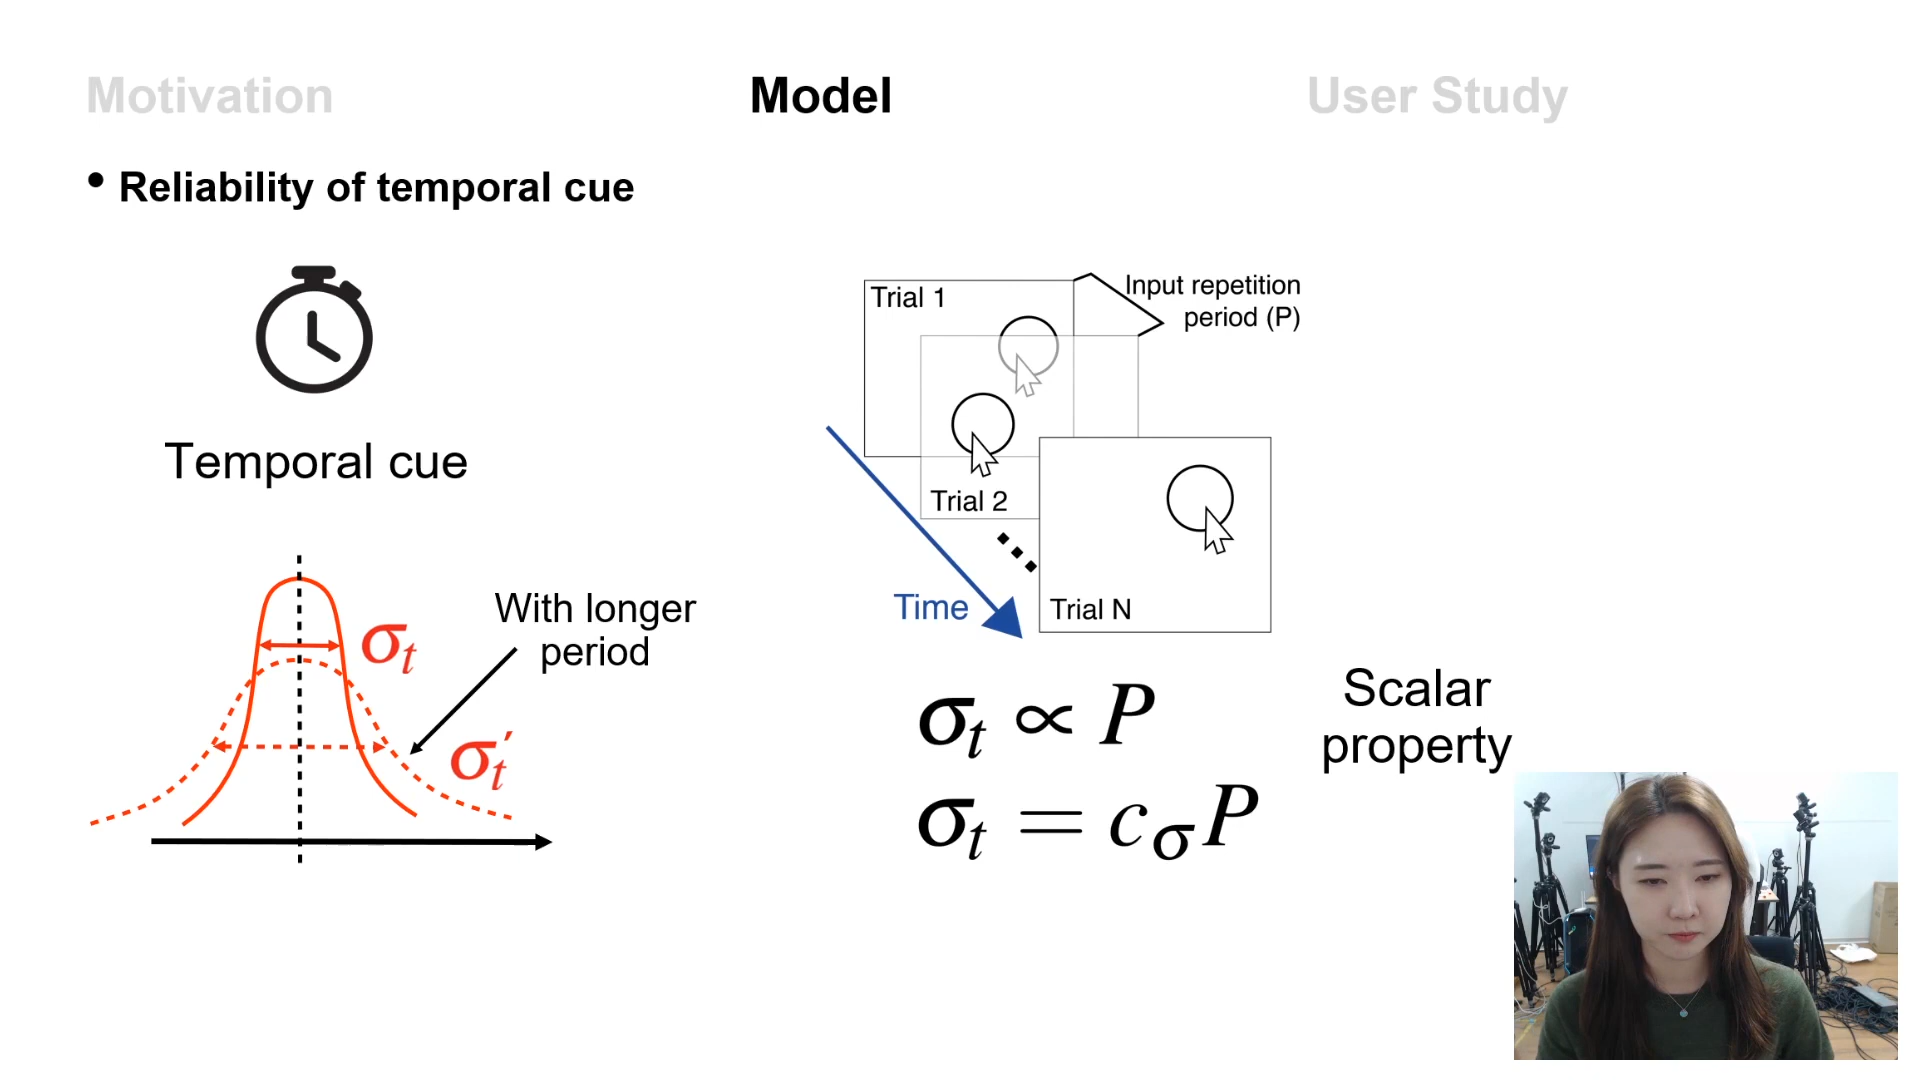 Motivation
Model
User Study
• Reliability of temporal cue
Temporal cue
With longer
period
σt
σ′t
Trial 1
Input repetition
period (P)
Trial 2
Time
Trial N
σt ∝ P
σt = cσP
Scalar
property